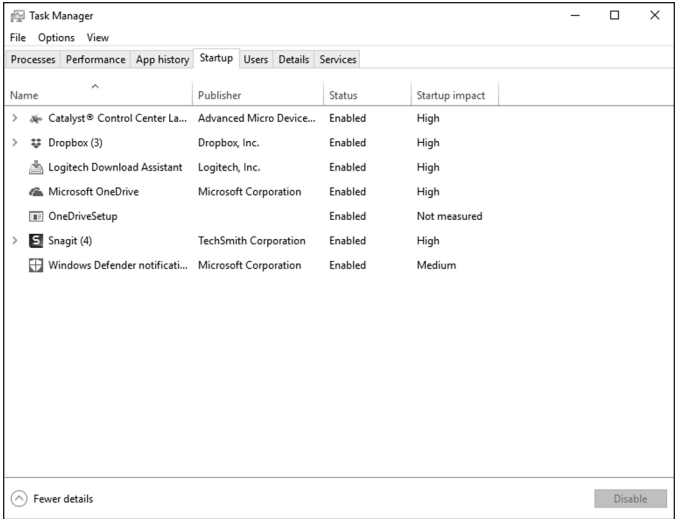 Task Manager
File Options View
Processes Performance App history Startup Users Details Services
Name Publisher Status Startup impact
Catalyst® Control Center La... Advanced Micro Device... Enabled High
Dropbox (3) Dropbox, Inc. Enabled High
Logitech Download Assistant Logitech, Inc. Enabled High
Microsoft OneDrive Microsoft Corporation Enabled High
OneDriveSetup Enabled Not measured
S Snagit (4) TechSmith Corporation Enabled High
Windows Defender notificati... Microsoft Corporation Enabled Medium
Fewer details Disable